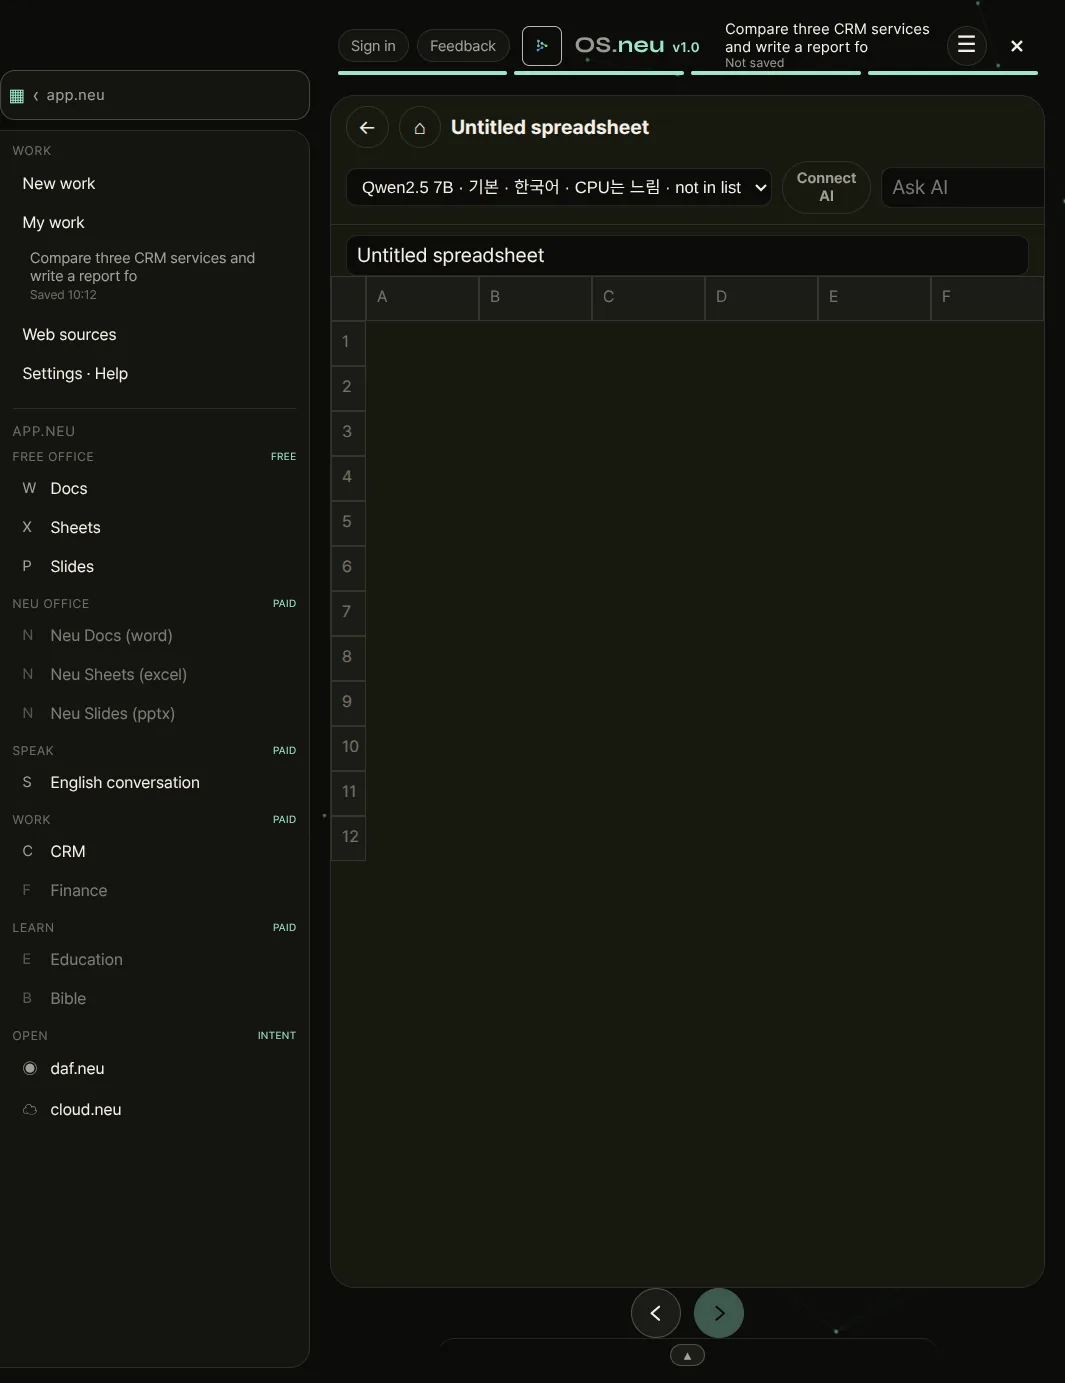 Sign in
Feedback
OS.neu v1.0
Compare three CRM services
and write a report fo
Not saved
app.neu
WORK
New work
My work
Compare three CRM services and
write a report fo
Saved 10:12
Web sources
Settings · Help
APP.NEU
FREE OFFICE FREE
W Docs
X Sheets
P Slides
NEU OFFICE PAID
N Neu Docs (word)
N Neu Sheets (excel)
N Neu Slides (pptx)
SPEAK PAID
S English conversation
WORK PAID
C CRM
F Finance
LEARN PAID
E Education
B Bible
OPEN INTENT
daf.neu
cloud.neu
Untitled spreadsheet
Qwen2.5 7B · 기본 · 한국어 · CPU는 느림 · not in list
Connect
AI
Ask AI
Untitled spreadsheet
A B C D E F
1
2
3
4
5
6
7
8
9
10
11
12